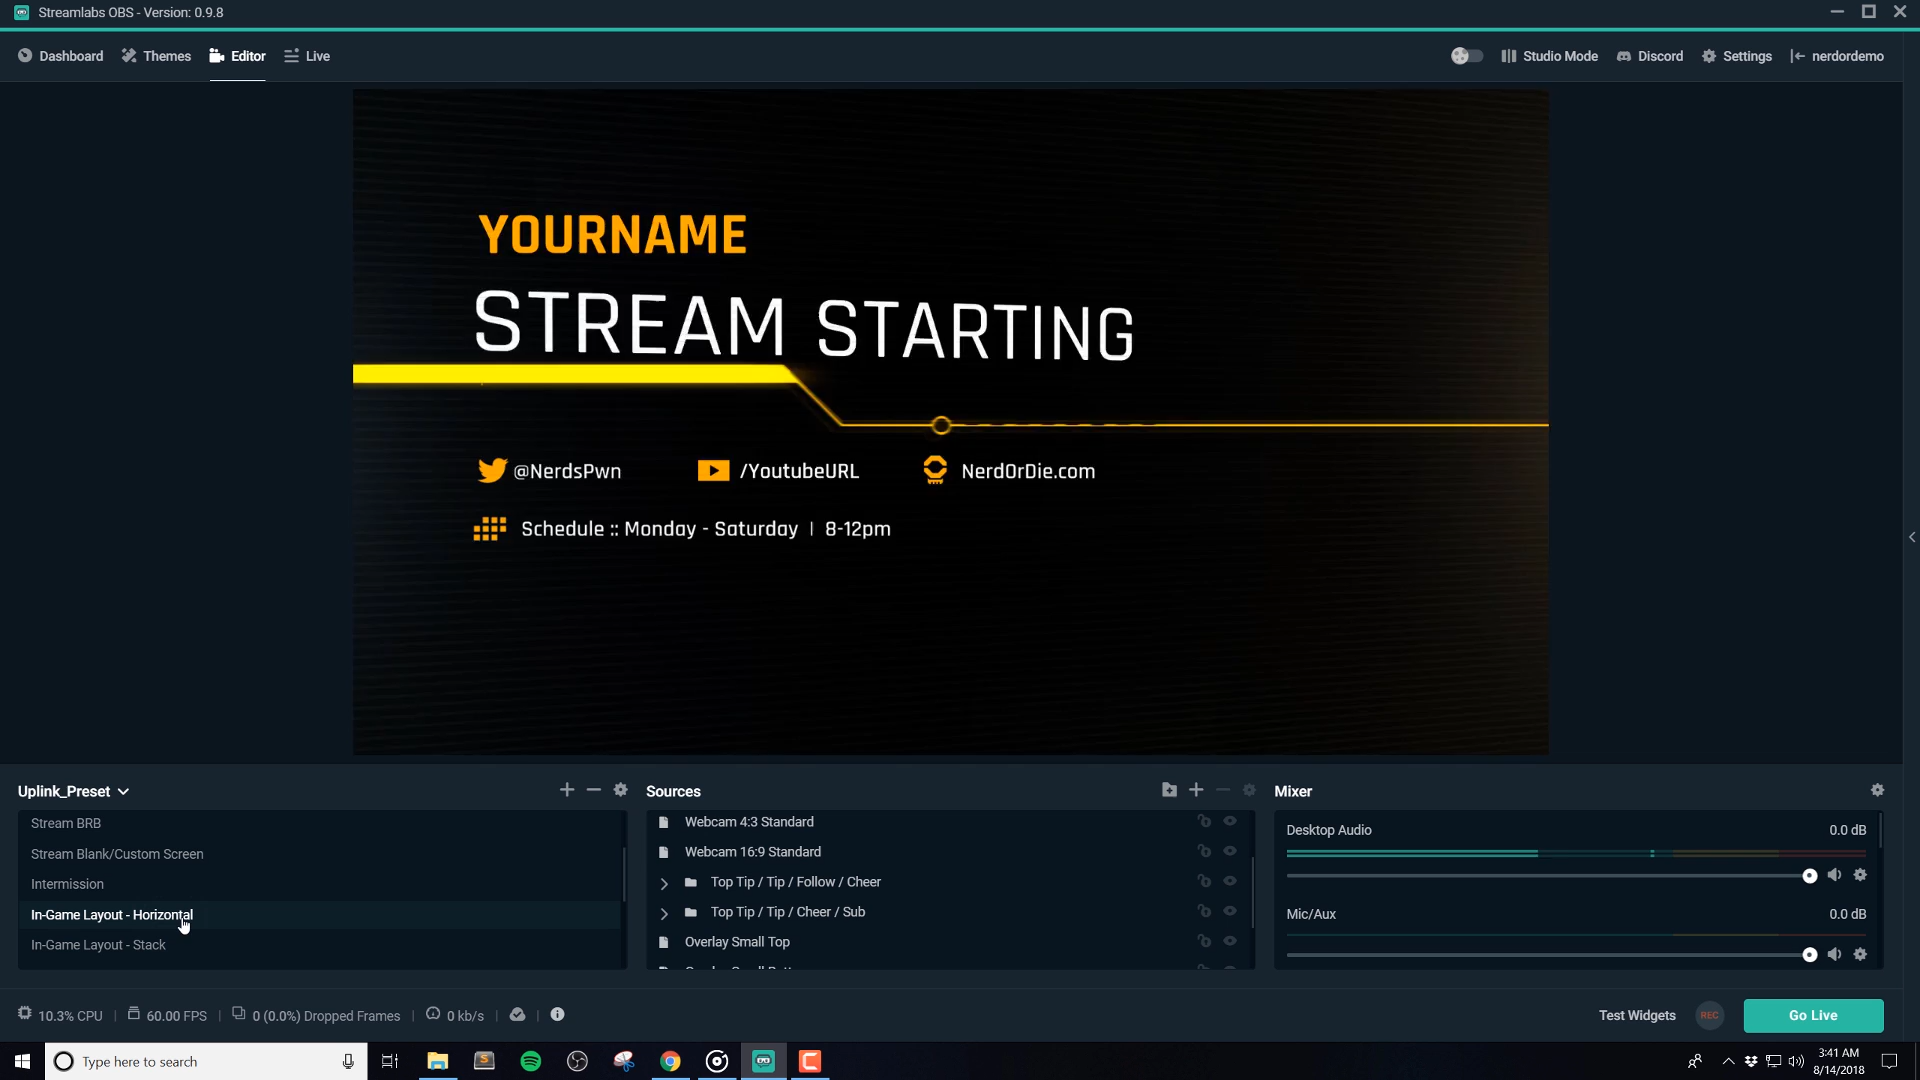 Streamlabs OBS - Version: 0.9.8
Dashboard Themes Editor Live Studio Mode Discord Settings nerdordemo
YOURNAME
STREAM STARTING
@NerdsPwn /YoutubeURL NerdOrDie.com
Schedule :: Monday - Saturday | 8-12pm
Uplink_Preset
Stream BRB
Stream Blank/Custom Screen
Intermission
In-Game Layout - Horizontal
In-Game Layout - Stack
Sources
Webcam 4:3 Standard
Webcam 16:9 Standard
Top Tip / Tip / Follow / Cheer
Top Tip / Tip / Cheer / Sub
Overlay Small Top
Mixer
Desktop Audio 0.0 dB
Mic/Aux 0.0 dB
10.3% CPU | 60.00 FPS | 0 (0.0%) Dropped Frames | 0 kb/s
Test Widgets REC Go Live
Type here to search
3:41 AM
8/14/2018